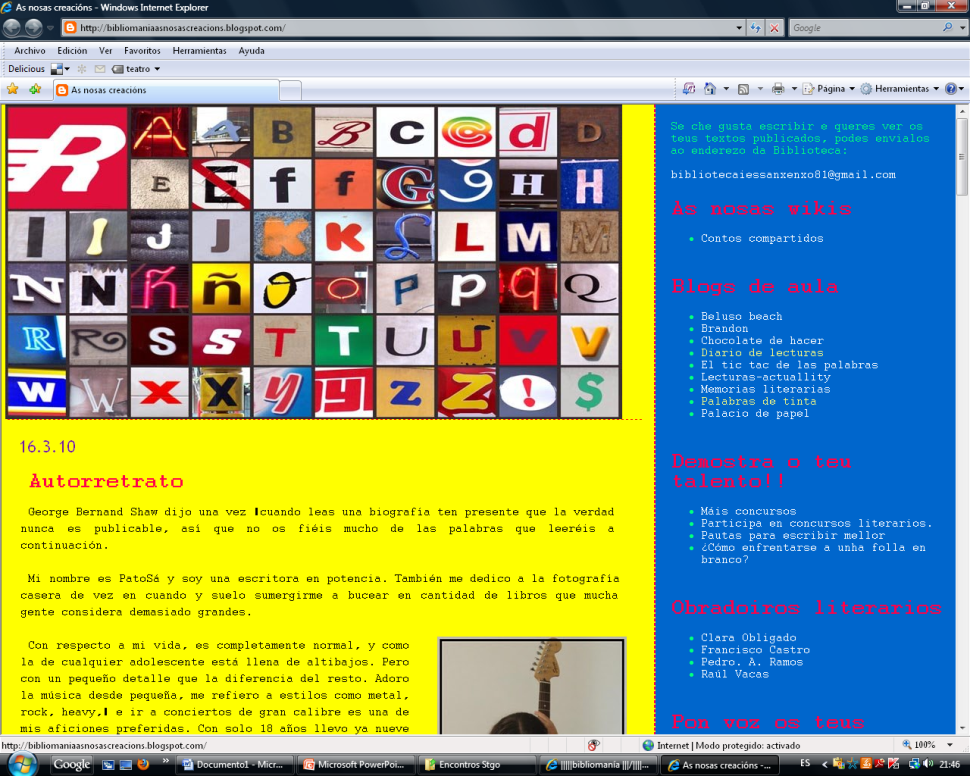 As nosas creacións - Windows Internet Explorer
http://bibliomaniaasnosascreacions.blogspot.com/
Google
Archivo Edición Ver Favoritos Herramientas Ayuda
Delicious teatro
As nosas creacións
Página Herramientas
R A A B B C C d D
E E f f G 9 H H
I I J J K K L L M M
N N Ñ ñ O O P P q Q
R R S S T T U U V V
W W X X y y Z Z ! $
16.3.10
Autorretrato
George Bernand Shaw dijo una vez cuando leas una biografía ten presente que la verdad
nunca es publicable, así que no os fiéis mucho de las palabras que leeréis a
continuación.
Mi nombre es PatoSá y soy una escritora en potencia. También me dedico a la fotografía
casera de vez en cuando y suelo sumergirme a bucear en cantidad de libros que mucha
gente considera demasiado grandes.
Con respecto a mi vida, es completamente normal, y como
la de cualquier adolescente está llena de altibajos. Pero
con un pequeño detalle que la diferencia del resto. Adoro
la música desde pequeña, me refiero a estilos como metal,
rock, heavy, e ir a conciertos de gran calibre es una de
mis aficiones preferidas. Con solo 18 años llevo ya nueve
Se che gusta escribir e queres ver os
teus textos publicados, podes envialos
ao enderezo da Biblioteca:
bibliotecaiessanxenxo81@gmail.com
As nosas wikis
Contos compartidos
Blogs de aula
Beluso beach
Brandon
Chocolate de hacer
Diario de lecturas
El tic tac de las palabras
Lecturas-actuallity
Memorias literarias
Palabras de tinta
Palacio de papel
Demostra o teu
talento!!
Máis concursos
Participa en concursos literarios.
Pautas para escribir mellor
¿Cómo enfrentarse a unha folla en
branco?
Obradoiros literarios
Clara Obligado
Francisco Castro
Pedro. A. Ramos
Raúl Vacas
Pon voz os teus
http://bibliomaniaasnosascreacions.blogspot.com/
Internet | Modo protegido: activado
100%
Google
Documento1 - Micr...
Microsoft PowerPoi...
Encontros Stgo
|||||bibliomanía |||/||||...
As nosas creacións -...
ES
21:46